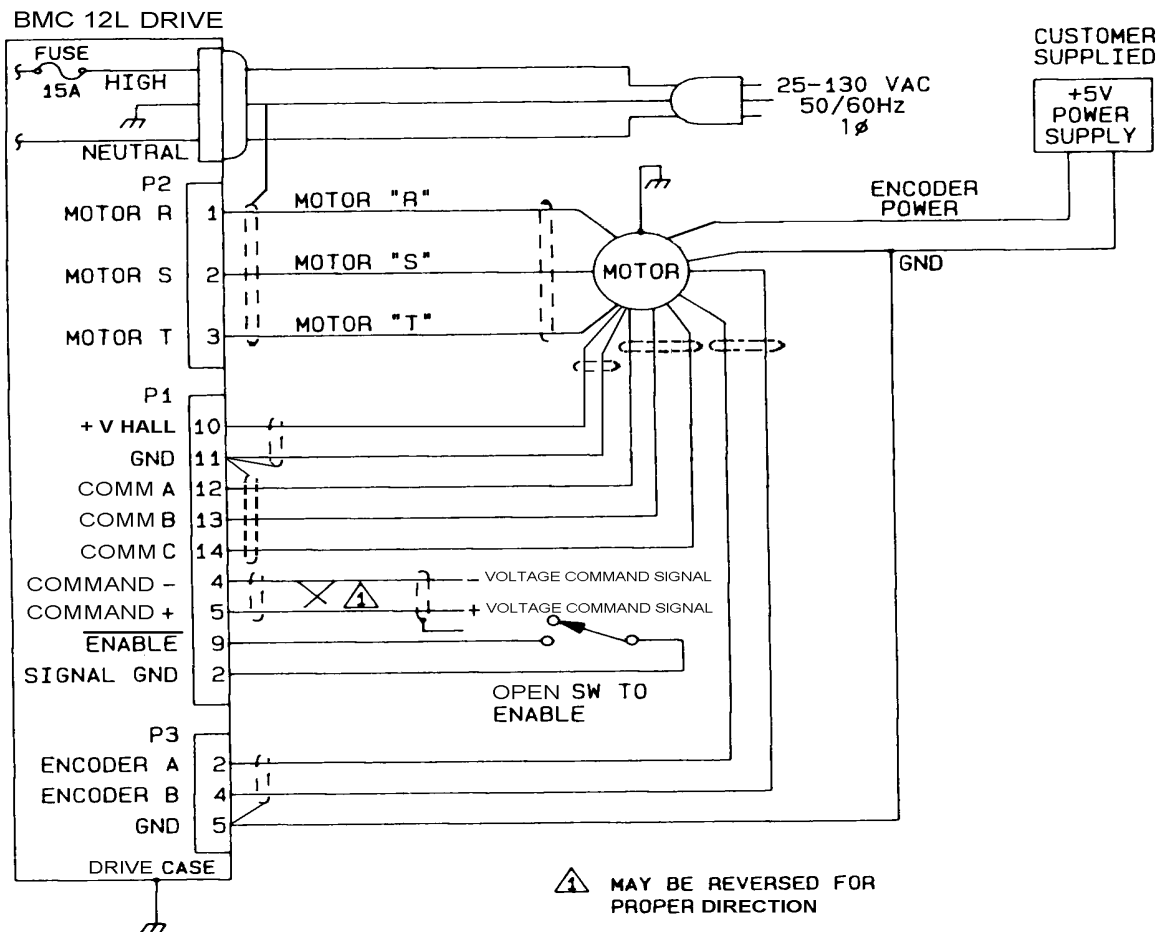 BMC 12L DRIVE
FUSE
15A
HIGH
NEUTRAL
25-130 VAC
50/60Hz
1ø
CUSTOMER
SUPPLIED
+5V
POWER
SUPPLY
ENCODER
POWER
GND
MOTOR
P2
MOTOR R 1 MOTOR "R"
MOTOR S 2 MOTOR "S"
MOTOR T 3 MOTOR "T"
P1
+ V HALL 10
GND 11
COMM A 12
COMM B 13
COMM C 14
COMMAND - 4 - VOLTAGE COMMAND SIGNAL
1
COMMAND + 5 + VOLTAGE COMMAND SIGNAL
ENABLE 9
SIGNAL GND 2
OPEN SW TO
ENABLE
P3
ENCODER A 2
ENCODER B 4
GND 5
DRIVE CASE
1 MAY BE REVERSED FOR
PROPER DIRECTION